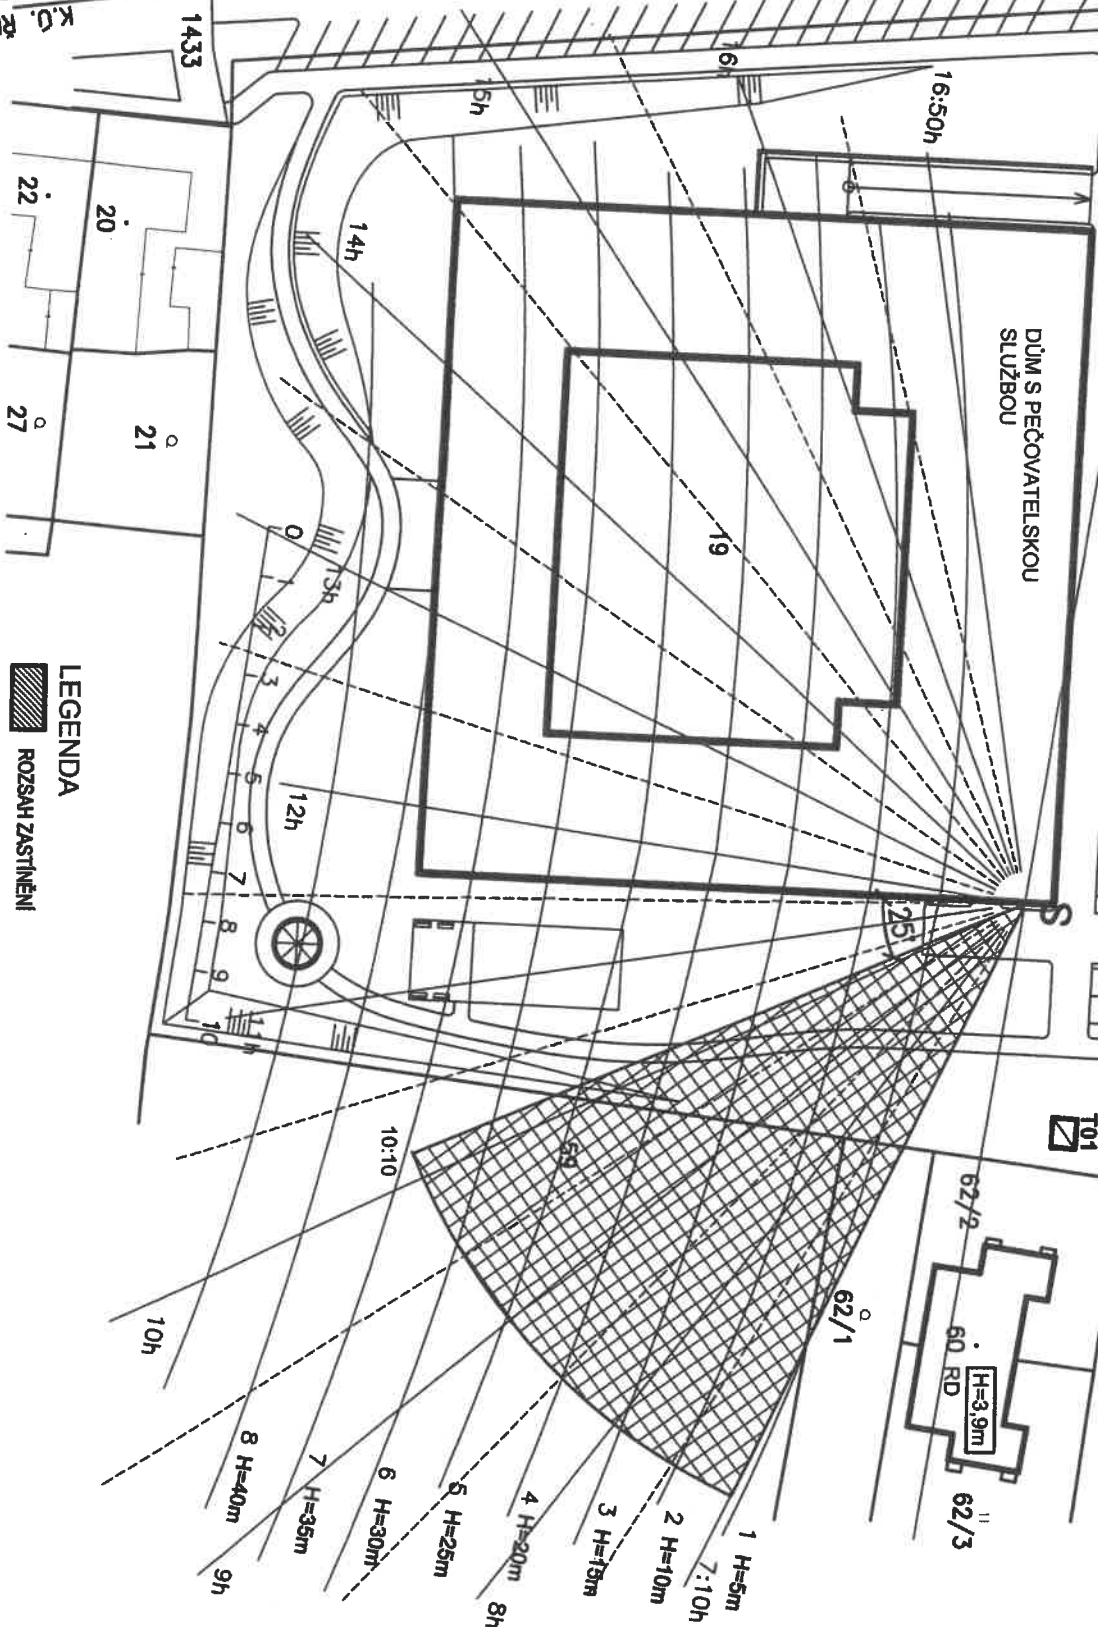 1433
K.Ú.
22
20
27
21
15h
16h
16:50h
14h
DŮM S PEČOVATELSKOU
SLUŽBOU
19
13h
12h
11h
0
2
3
4
5
6
7
8
9
10
25°
S
LEGENDA
ROZSAH ZASTÍNĚNÍ
T01
62/2
60 RD
H=3,9m
62/3
62/1
59
10:10
10h
9h
8h
7:10h
8 H=40m
7 H=35m
6 H=30m
5 H=25m
4 H=20m
3 H=15m
2 H=10m
1 H=5m